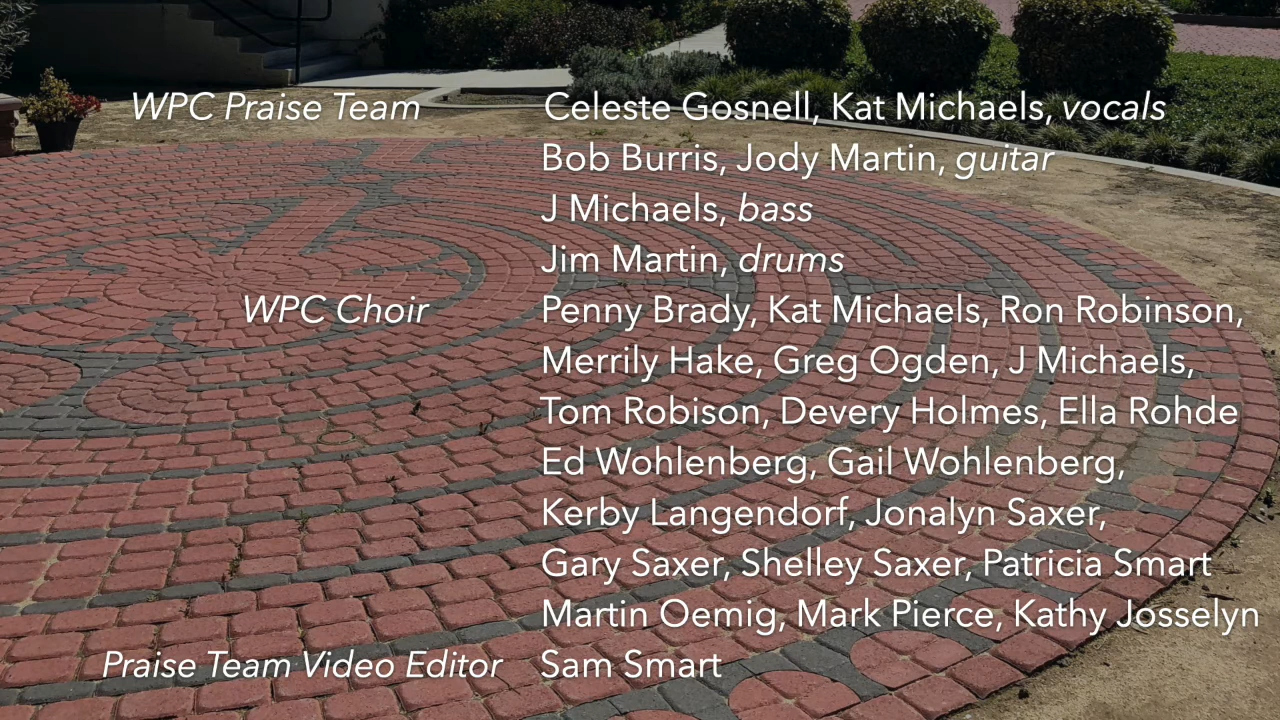 WPC Praise Team Celeste Gosnell, Kat Michaels, vocals
Bob Burris, Jody Martin, guitar
J Michaels, bass
Jim Martin, drums
WPC Choir Penny Brady, Kat Michaels, Ron Robinson,
Merrily Hake, Greg Ogden, J Michaels,
Tom Robison, Devery Holmes, Ella Rohde
Ed Wohlenberg, Gail Wohlenberg,
Kerby Langendorf, Jonalyn Saxer,
Gary Saxer, Shelley Saxer, Patricia Smart
Martin Oemig, Mark Pierce, Kathy Josselyn
Praise Team Video Editor Sam Smart